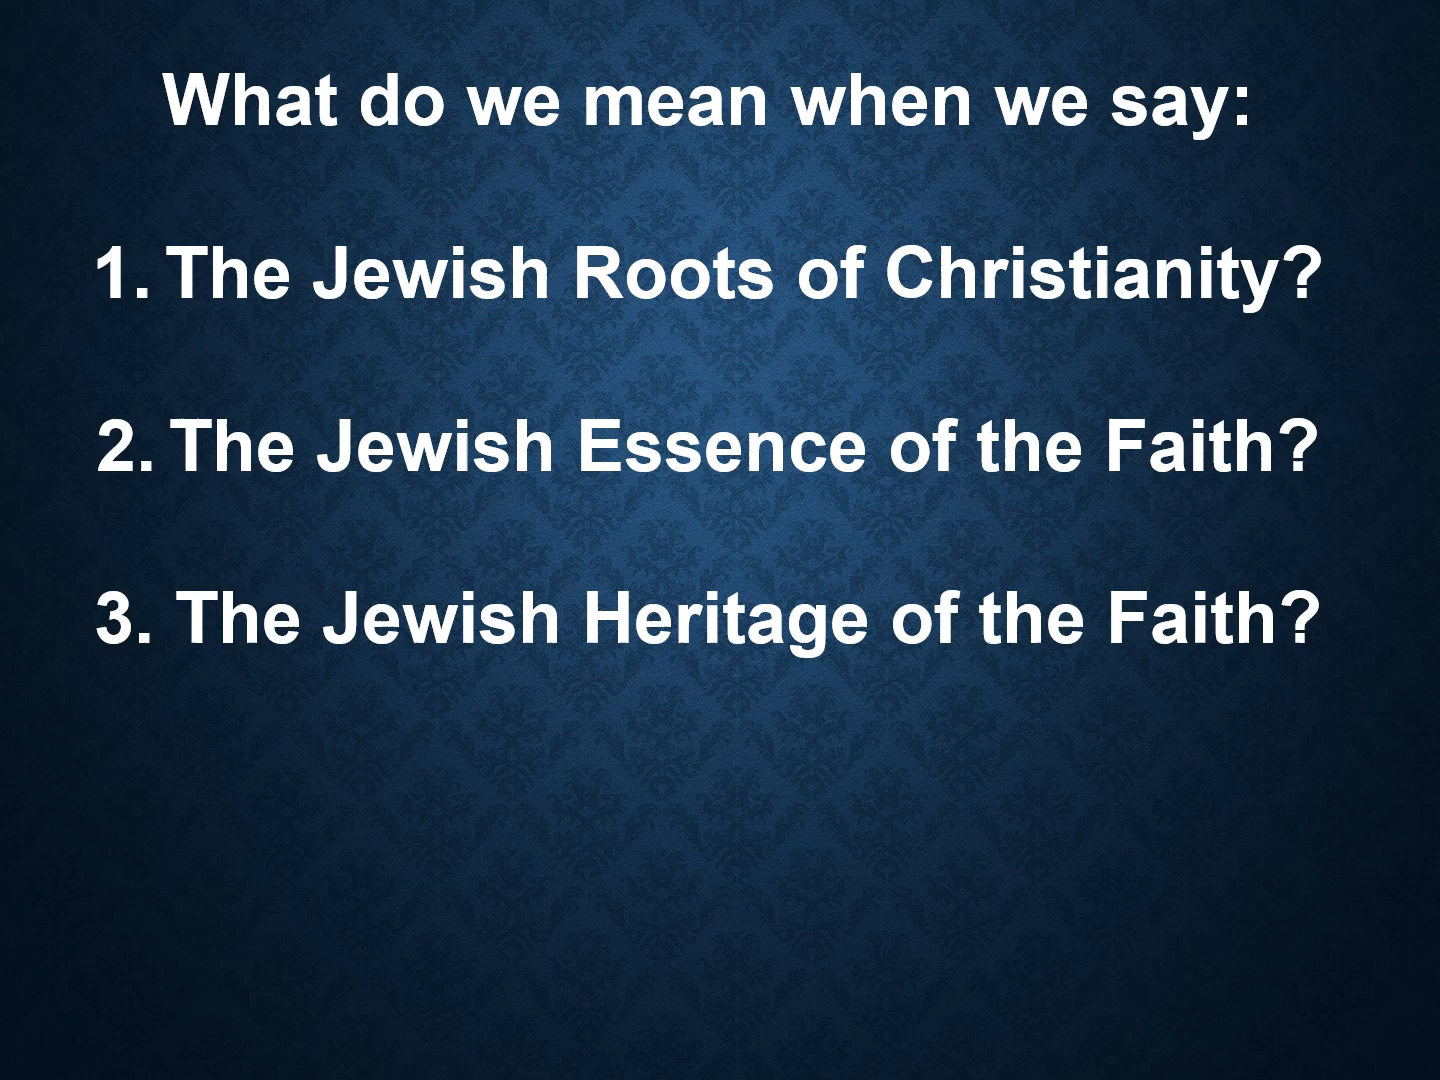 What do we mean when we say:
1. The Jewish Roots of Christianity?
2. The Jewish Essence of the Faith?
3. The Jewish Heritage of the Faith?